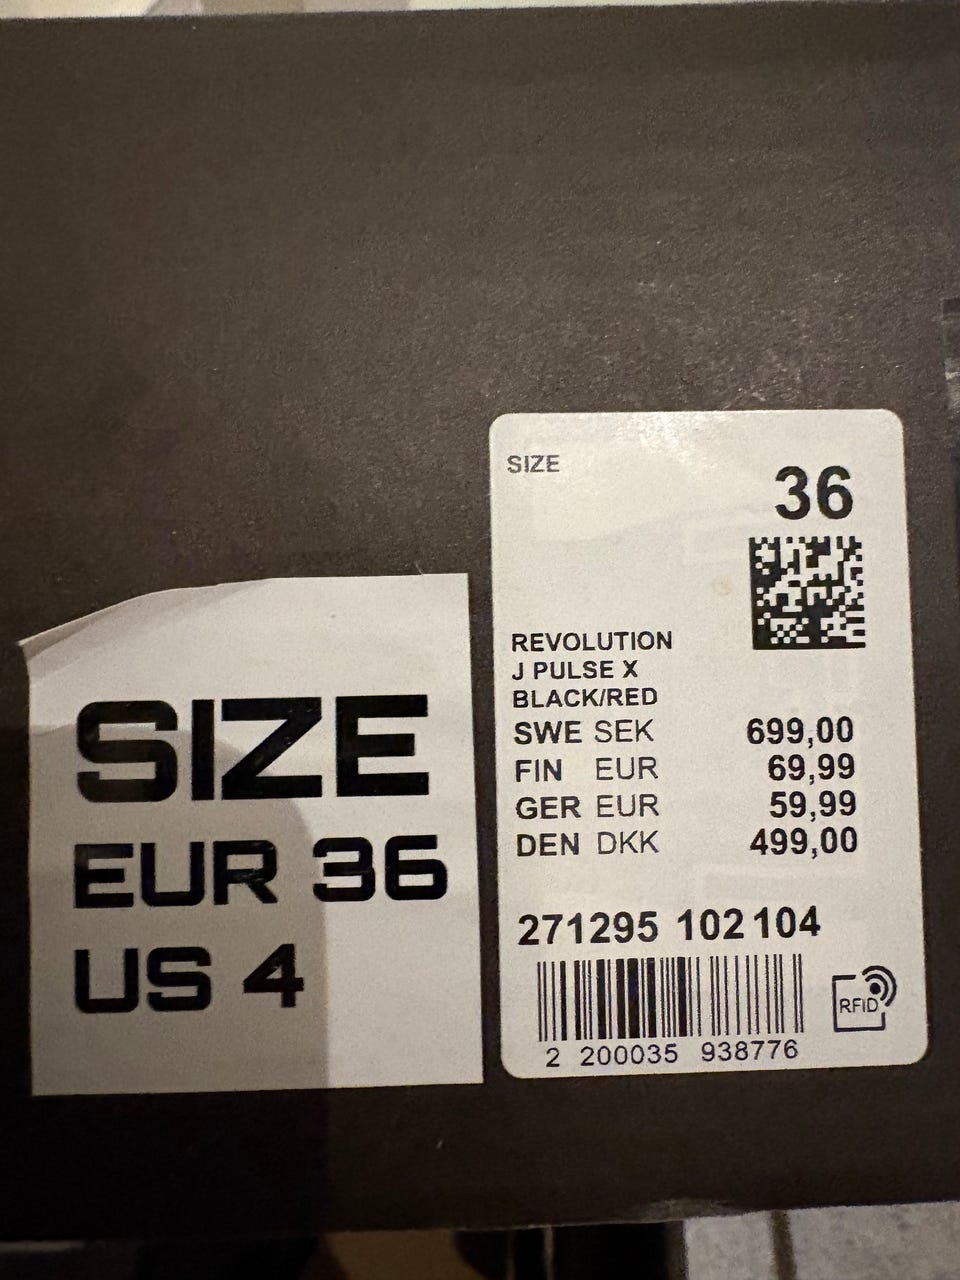 SIZE
EUR 36
US 4
SIZE
36
REVOLUTION
J PULSE X
BLACK/RED
SWE SEK 699,00
FIN EUR 69,99
GER EUR 59,99
DEN DKK 499,00
271295 102104
RFID
2 200035 938776